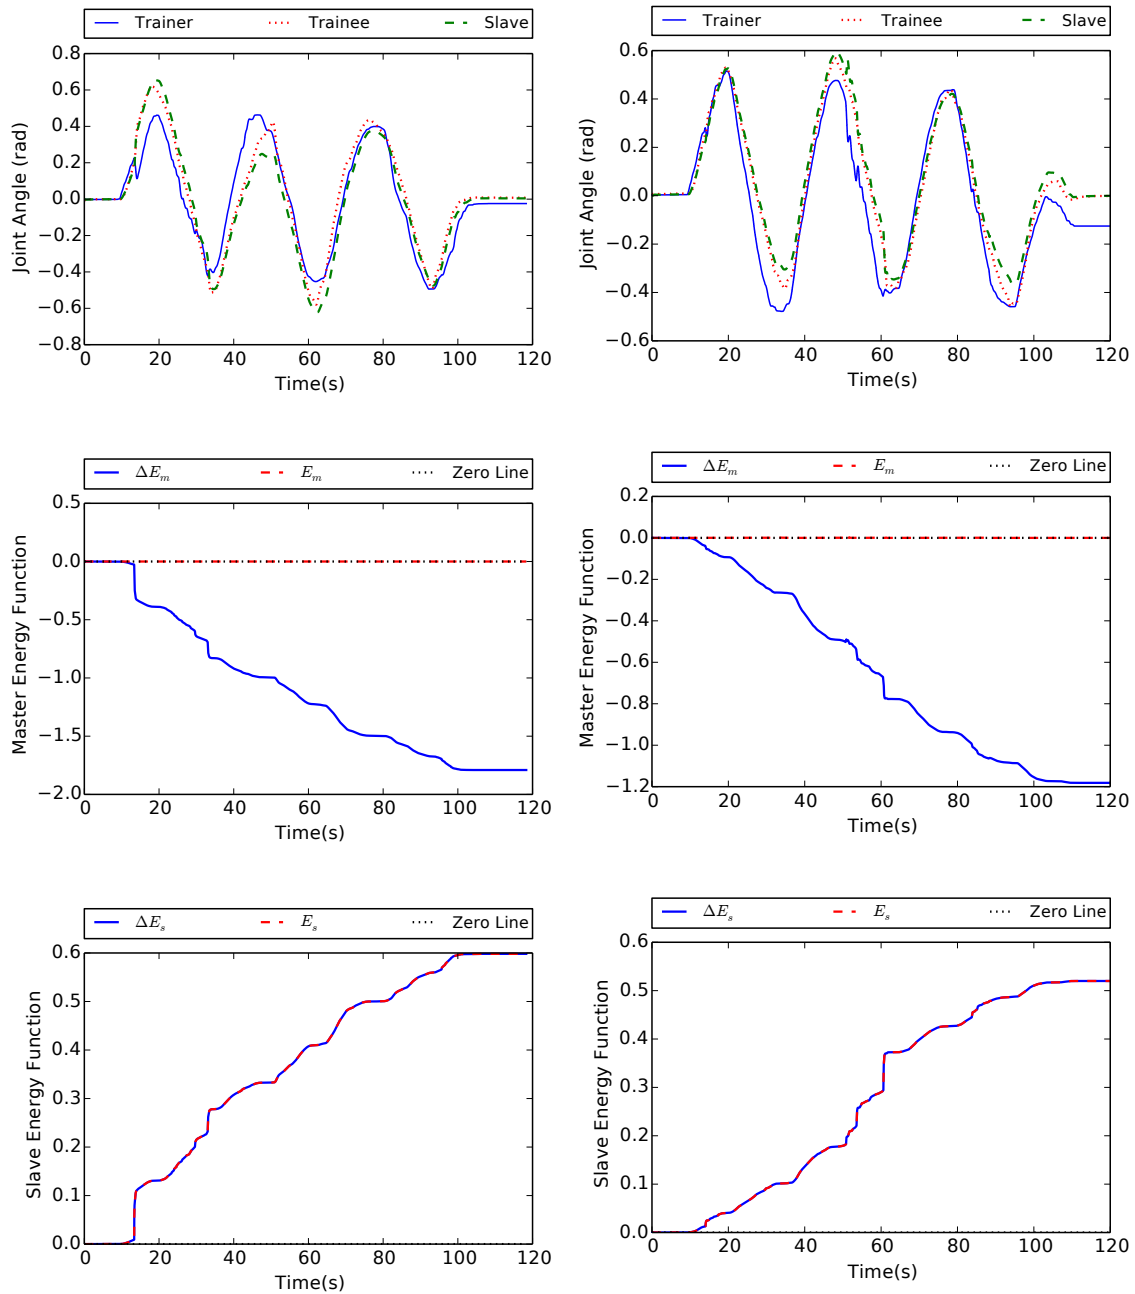 Trainer Trainee Slave
0.8
0.6
0.4
0.2
0.0
−0.2
−0.4
−0.6
−0.8
Joint Angle (rad)
0 20 40 60 80 100 120
Time(s)
Trainer Trainee Slave
0.6
0.4
0.2
0.0
−0.2
−0.4
−0.6
Joint Angle (rad)
0 20 40 60 80 100 120
Time(s)
ΔE_m E_m Zero Line
0.5
0.0
−0.5
−1.0
−1.5
−2.0
Master Energy Function
0 20 40 60 80 100 120
Time(s)
ΔE_m E_m Zero Line
0.2
0.0
−0.2
−0.4
−0.6
−0.8
−1.0
−1.2
Master Energy Function
0 20 40 60 80 100 120
Time(s)
ΔE_s E_s Zero Line
0.6
0.5
0.4
0.3
0.2
0.1
0.0
Slave Energy Function
0 20 40 60 80 100 120
Time(s)
ΔE_s E_s Zero Line
0.6
0.5
0.4
0.3
0.2
0.1
0.0
Slave Energy Function
0 20 40 60 80 100 120
Time(s)